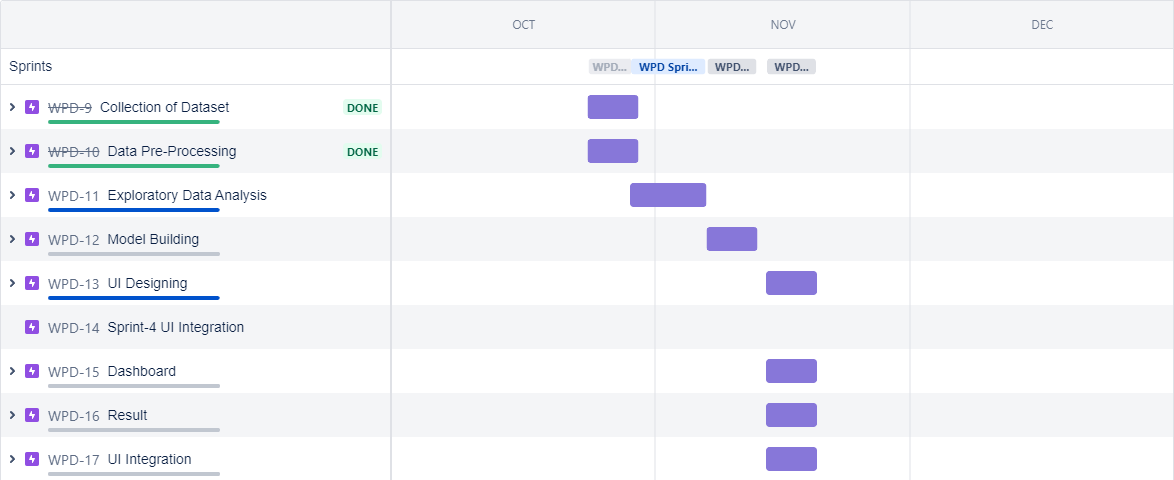 OCT NOV DEC
Sprints WPD... WPD Spri... WPD... WPD...
WPD-9 Collection of Dataset DONE
WPD-10 Data Pre-Processing DONE
WPD-11 Exploratory Data Analysis
WPD-12 Model Building
WPD-13 UI Designing
WPD-14 Sprint-4 UI Integration
WPD-15 Dashboard
WPD-16 Result
WPD-17 UI Integration